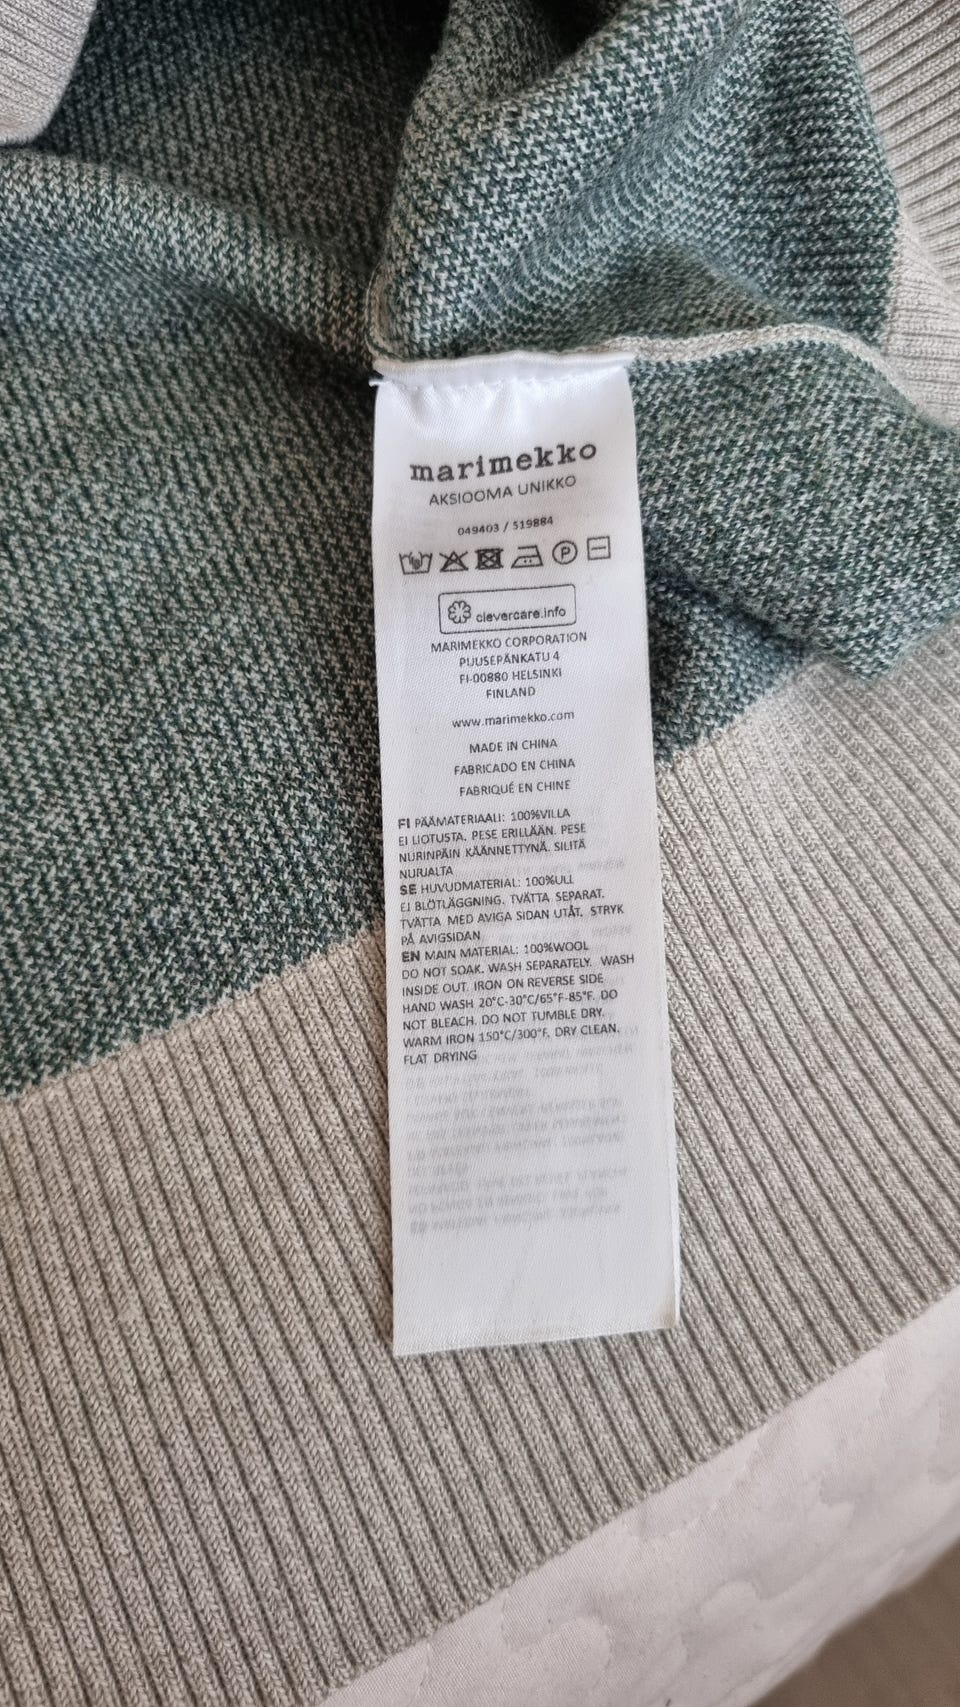 marimekko
AKSIOOMA UNIKKO
049403 / 519884
P
clevercare.info
MARIMEKKO CORPORATION
PUUSEPÄNKATU 4
FI-00880 HELSINKI
FINLAND
www.marimekko.com
MADE IN CHINA
FABRICADO EN CHINA
FABRIQUÉ EN CHINE
FI PÄÄMATERIAALI: 100%VILLA
EI LIOTUSTA. PESE ERILLÄÄN. PESE
NURINPÄIN KÄÄNNETTYNÄ. SILITÄ
NURJALTA
SE HUVUDMATERIAL: 100%ULL
EJ BLÖTLÄGGNING. TVÄTTA SEPARAT.
TVÄTTA MED AVIGA SIDAN UTÅT. STRYK
PÅ AVIGSIDAN
EN MAIN MATERIAL: 100%WOOL
DO NOT SOAK. WASH SEPARATELY. WASH
INSIDE OUT. IRON ON REVERSE SIDE
HAND WASH 20°C-30°C/65°F-85°F. DO
NOT BLEACH. DO NOT TUMBLE DRY.
WARM IRON 150°C/300°F. DRY CLEAN.
FLAT DRYING